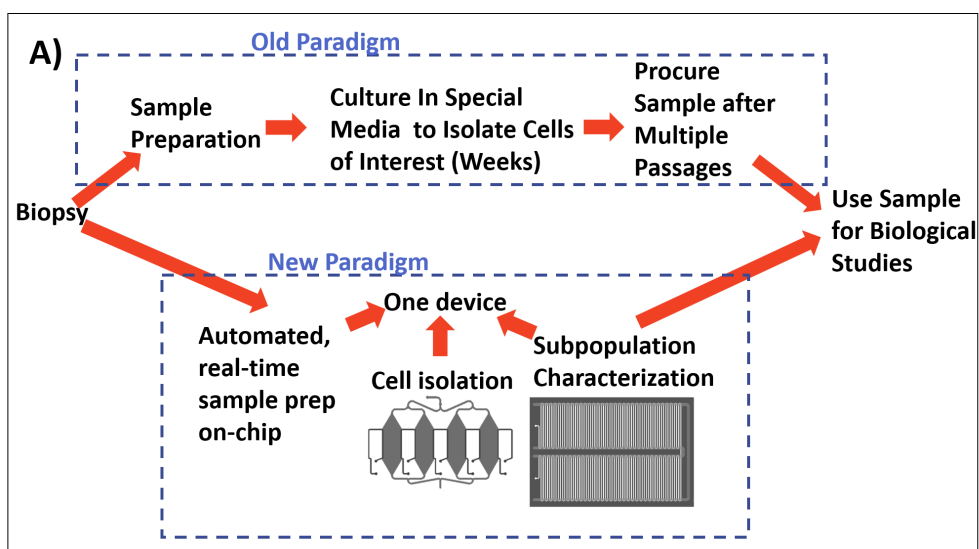 A)
Old Paradigm
Sample
Preparation
Culture In Special
Media to Isolate Cells
of Interest (Weeks)
Procure
Sample after
Multiple
Passages
Biopsy
Use Sample
for Biological
Studies
New Paradigm
One device
Automated,
real-time
sample prep
on-chip
Cell isolation
Subpopulation
Characterization